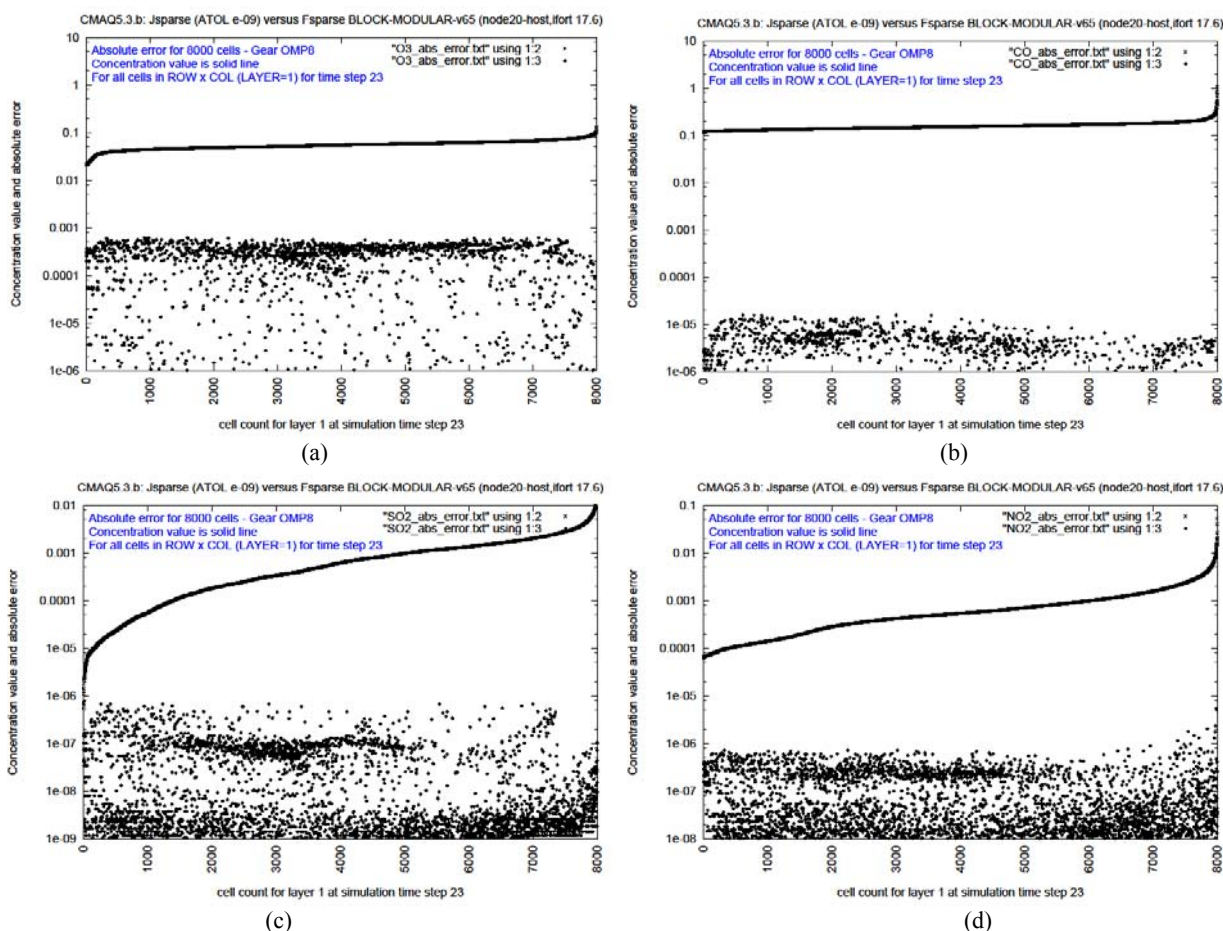 CMAQ5.3.b: Jsparse (ATOL e-09) versus Fsparse BLOCK-MODULAR-v65 (node20-host,ifort 17.6)
Absolute error for 8000 cells - Gear OMP8
Concentration value is solid line
For all cells in ROW x COL (LAYER=1) for time step 23
"O3_abs_error.txt" using 1:2
"O3_abs_error.txt" using 1:3
Concentration value and absolute error
10
1
0.1
0.01
0.001
0.0001
1e-05
1e-06
0
1000
2000
3000
4000
5000
6000
7000
8000
cell count for layer 1 at simulation time step 23
(a)
CMAQ5.3.b: Jsparse (ATOL e-09) versus Fsparse BLOCK-MODULAR-v65 (node20-host,ifort 17.6)
Absolute error for 8000 cells - Gear OMP8
Concentration value is solid line
For all cells in ROW x COL (LAYER=1) for time step 23
"CO_abs_error.txt" using 1:2
"CO_abs_error.txt" using 1:3
Concentration value and absolute error
10
1
0.1
0.01
0.001
0.0001
1e-05
1e-06
0
1000
2000
3000
4000
5000
6000
7000
8000
cell count for layer 1 at simulation time step 23
(b)
CMAQ5.3.b: Jsparse (ATOL e-09) versus Fsparse BLOCK-MODULAR-v65 (node20-host,ifort 17.6)
Absolute error for 8000 cells - Gear OMP8
Concentration value is solid line
For all cells in ROW x COL (LAYER=1) for time step 23
"SO2_abs_error.txt" using 1:2
"SO2_abs_error.txt" using 1:3
Concentration value and absolute error
0.01
0.001
0.0001
1e-05
1e-06
1e-07
1e-08
1e-09
0
10000
20000
30000
40000
50000
60000
70000
80000
cell count for layer 1 at simulation time step 23
(c)
CMAQ5.3.b: Jsparse (ATOL e-09) versus Fsparse BLOCK-MODULAR-v65 (node20-host,ifort 17.6)
Absolute error for 8000 cells - Gear OMP8
Concentration value is solid line
For all cells in ROW x COL (LAYER=1) for time step 23
"NO2_abs_error.txt" using 1:2
"NO2_abs_error.txt" using 1:3
Concentration value and absolute error
0.1
0.01
0.001
0.0001
1e-05
1e-06
1e-07
1e-08
0
1000
2000
3000
4000
5000
6000
7000
8000
cell count for layer 1 at simulation time step 23
(d)